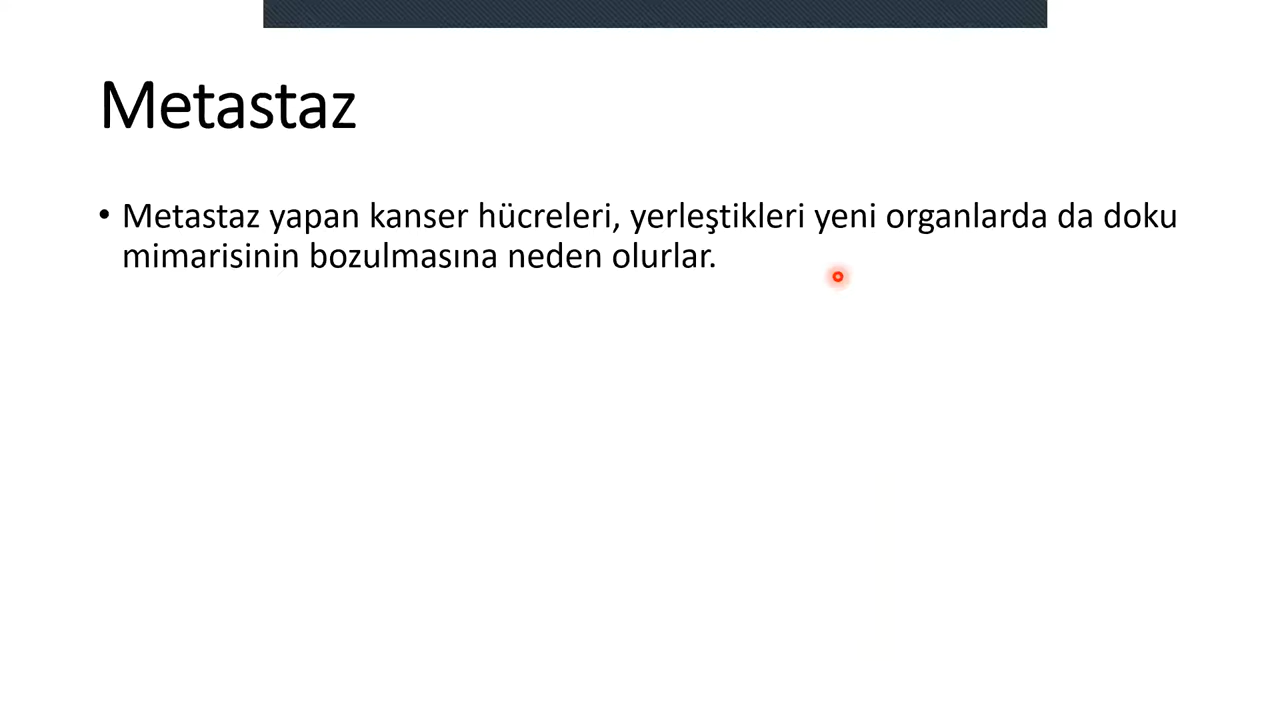 Metastaz
• Metastaz yapan kanser hücreleri, yerleştikleri yeni organlarda da doku
mimarisinin bozulmasına neden olurlar.